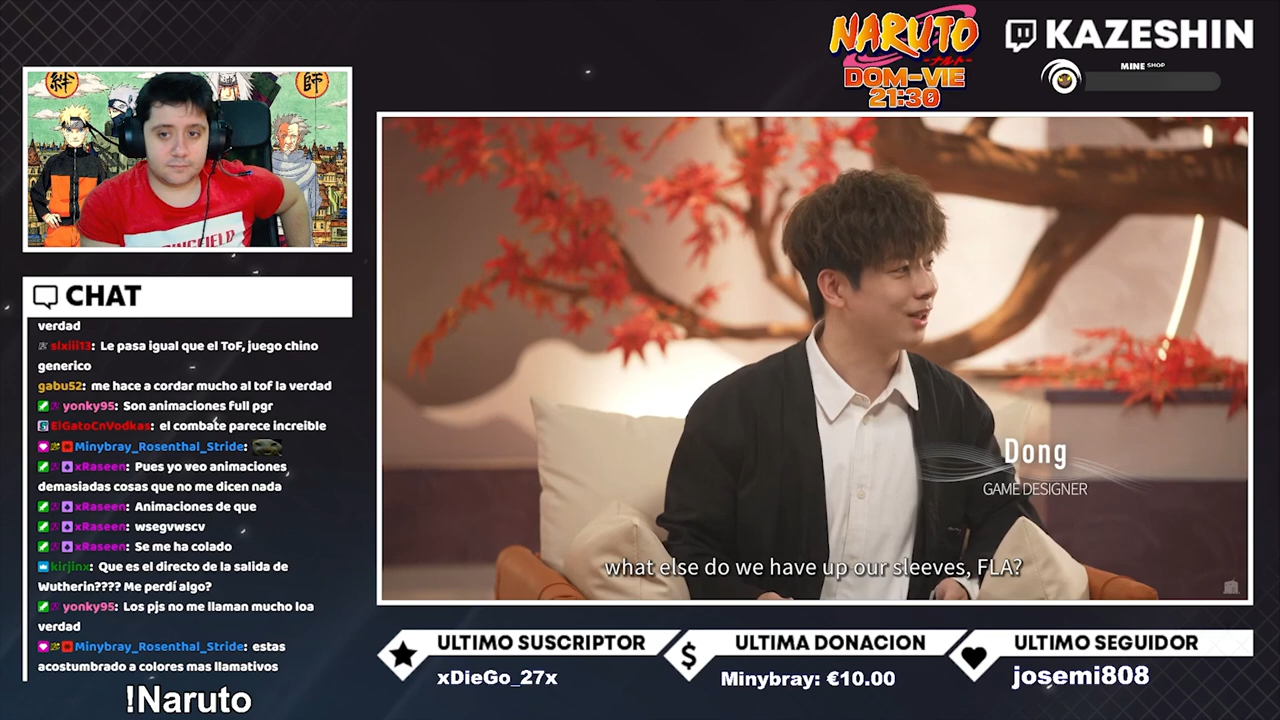 NARUTO
-ナルト-
DOM-VIE
21:30
KAZESHIN
MINE SHOP
絆
師
CHAT
verdad
slxiii13: Le pasa igual que el ToF, juego chino
generico
gabu52: me hace a cordar mucho al tof la verdad
yonky95: Son animaciones full pgr
ElGatoCnVodkas: el combate parece increible
Minybray_Rosenthal_Stride:
xRaseen: Pues yo veo animaciones
demasiadas cosas que no me dicen nada
xRaseen: Animaciones de que
xRaseen: wsegvwscv
xRaseen: Se me ha colado
kirjinx: Que es el directo de la salida de
Wutherin???? Me perdí algo?
yonky95: Los pjs no me llaman mucho loa
verdad
Minybray_Rosenthal_Stride: estas
acostumbrado a colores mas llamativos
!Naruto
Dong
GAME DESIGNER
what else do we have up our sleeves, FLA?
ULTIMO SUSCRIPTOR
xDieGo_27x
ULTIMA DONACION
Minybray: €10.00
ULTIMO SEGUIDOR
josemi808